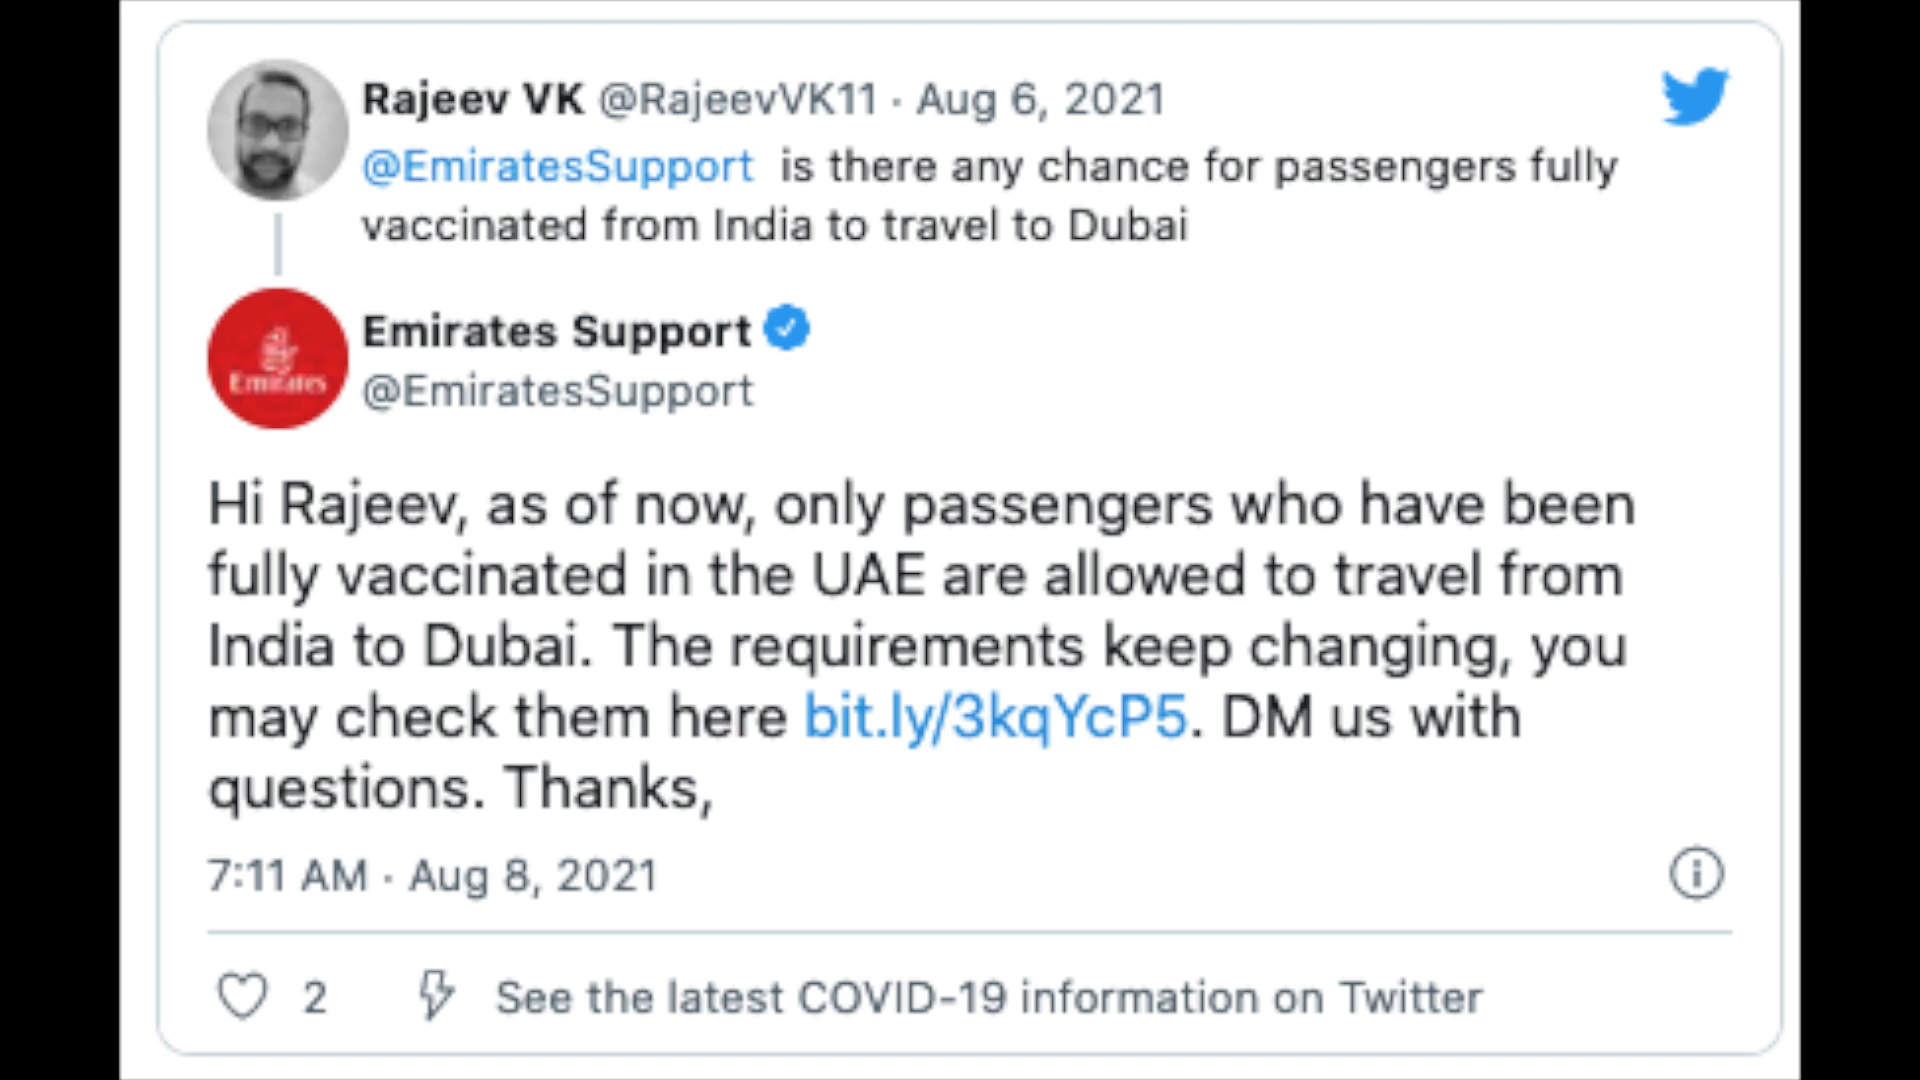 Rajeev VK @RajeevVK11 · Aug 6, 2021
@EmiratesSupport is there any chance for passengers fully
vaccinated from India to travel to Dubai
Emirates
Emirates Support
@EmiratesSupport
Hi Rajeev, as of now, only passengers who have been
fully vaccinated in the UAE are allowed to travel from
India to Dubai. The requirements keep changing, you
may check them here bit.ly/3kqYcP5. DM us with
questions. Thanks,
7:11 AM · Aug 8, 2021
2 See the latest COVID-19 information on Twitter